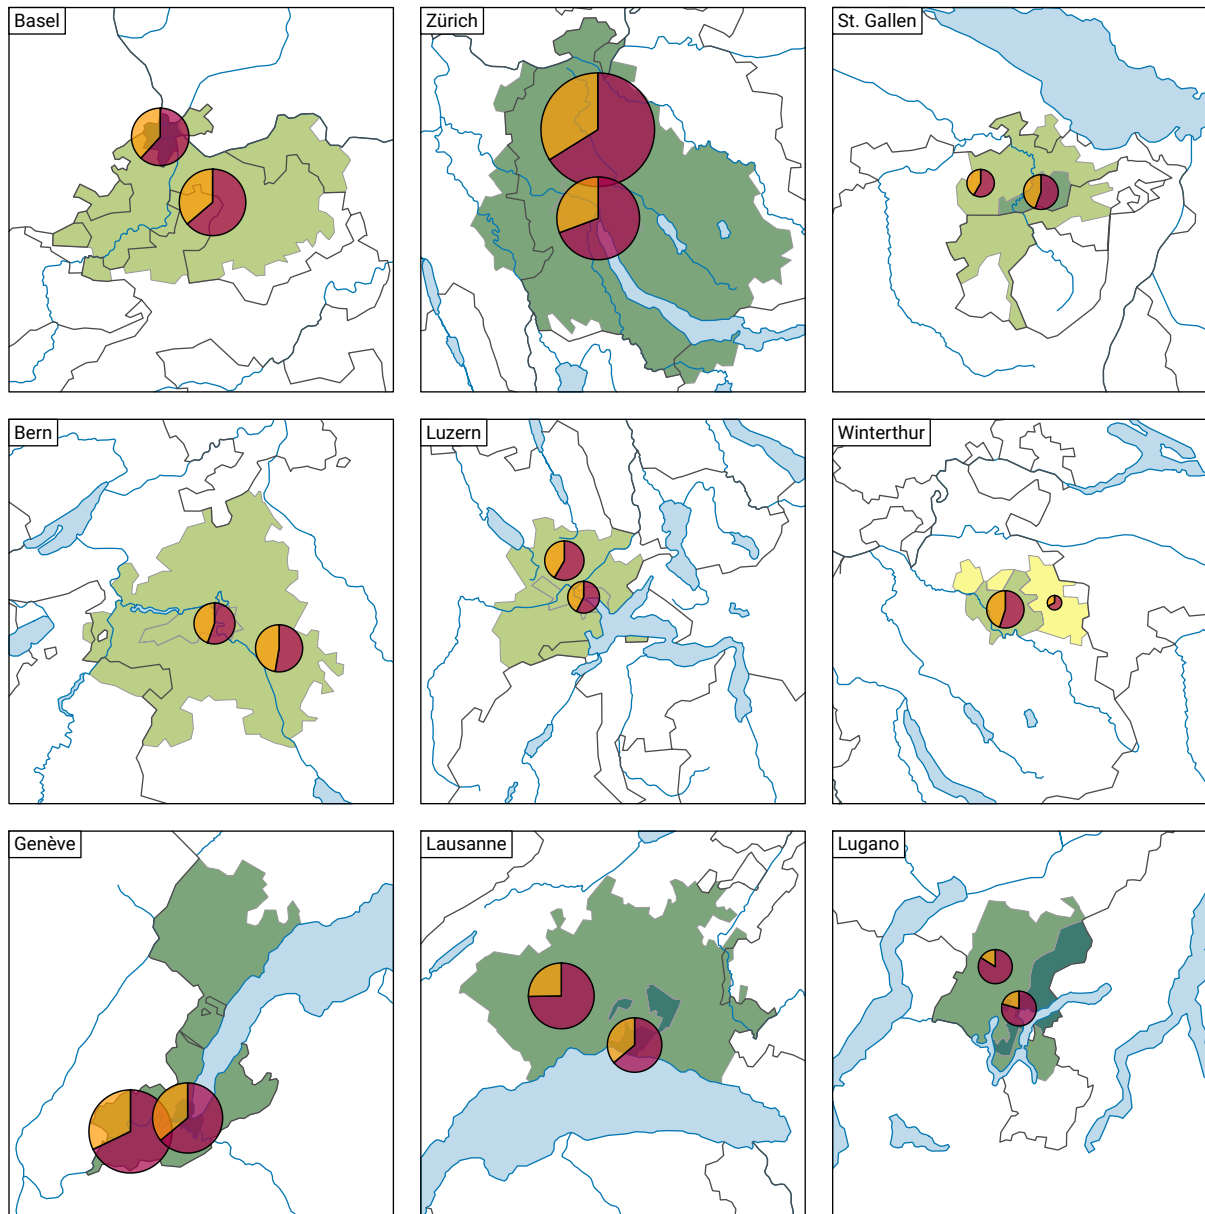 Basel
Zürich
St. Gallen
Bern
Luzern
Winterthur
Genève
Lausanne
Lugano